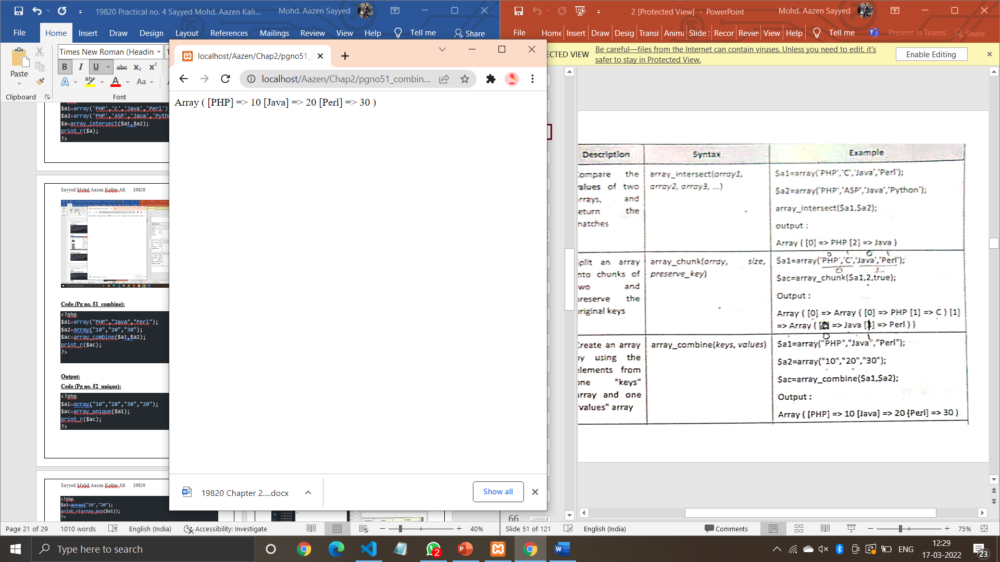 19820 Practical no. 4 Sayyed Mohd. Aazen Kali...
Mohd. Aazen Sayyed
File
Home
Insert
Draw
Design
Layout
References
Mailings
Review
View
Help
Tell me
Share
2 [Protected View] - PowerPoint
Mohd. Aazen Sayyed
File
Home
Insert
Draw
Desig
Transi
Anima
Slide
Recor
Review
View
Help
Tell me
Present in Teams
Share
ECTED VIEW
Be careful—files from the Internet can contain viruses. Unless you need to edit, it's
safer to stay in Protected View.
Enable Editing
Paste
Clipboard
Times New Roman (Headin
Font
localhost/Aazen/Chap2/pgno51_
localhost/Aazen/Chap2/pgno51_combin...
Array ( [PHP] => 10 [Java] => 20 [Perl] => 30 )
19820 Chapter 2....docx
Show all
$a1=array('PHP','C','Java','Perl')
$a2=array('PHP','ASP','Java','Pytho
$a=array_intersect($a1,$a2);
print_r($a);
?>
Sayyed Mohd Aazen Kalim Ali 19820
Code (Pg no. 51_combine):
<?php
$a1=array("PHP","Java","Perl");
$a2=array("10","20","30");
$ac=array_combine($a1,$a2);
print_r($ac);
?>
Output:
Code (Pg no. 52_unique):
<?php
$a1=array("10","20","30","20");
$ac=array_unique($a1);
print_r($ac);
?>
Sayyed Mohd Aazen Kalim Ali 19820
<?php
$a1=array("10","20");
print_r(array_pop($a1));
?>
Description
Syntax
Example
ompare the
alues of two
rrays, and
eturn the
natches
array_intersect(array1,
array2, array3, ...)
$a1=array('PHP','C','Java','Perl');
$a2=array('PHP','ASP','Java','Python');
array_intersect($a1,$a2);
output :
Array ( [0] => PHP [2] => Java )
plit an array
nto chunks of
wo and
reserve the
riginal keys
array_chunk(array, size,
preserve_key)
$a1=array('PHP','C','Java','Perl');
$ac=array_chunk($a1,2,true);
Output :
Array ( [0] => Array ( [0] => PHP [1] => C ) [1]
=> Array ( [2] => Java [3] => Perl ) )
reate an array
y using the
lements from
one "keys"
rray and one
values" array
array_combine(keys, values)
$a1=array("PHP","Java","Perl");
$a2=array("10","20","30");
$ac=array_combine($a1,$a2);
Output :
Array ( [PHP] => 10 [Java] => 20 [Perl] => 30 )
66
Page 21 of 29
1010 words
English (India)
Accessibility: Investigate
40%
Slide 51 of 121
English (India)
Comments
75%
Type here to search
2
ENG
12:29
17-03-2022
23